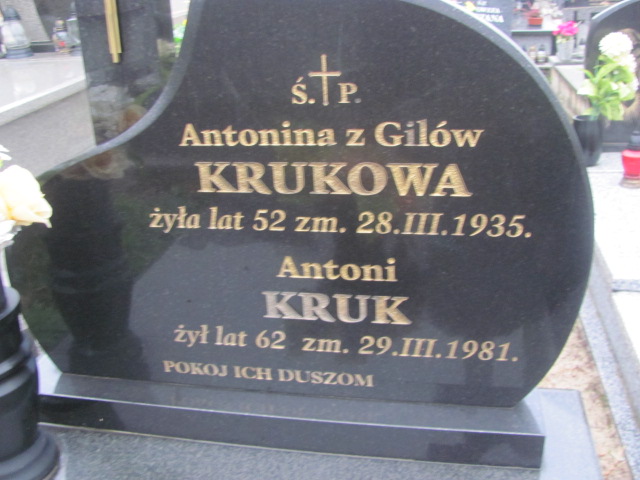 Ś. P.
Antonina z Gilów
KRUKOWA
żyła lat 52 zm. 28.III.1935.
Antoni
KRUK
żył lat 62 zm. 29.III.1981.
POKOJ ICH DUSZOM